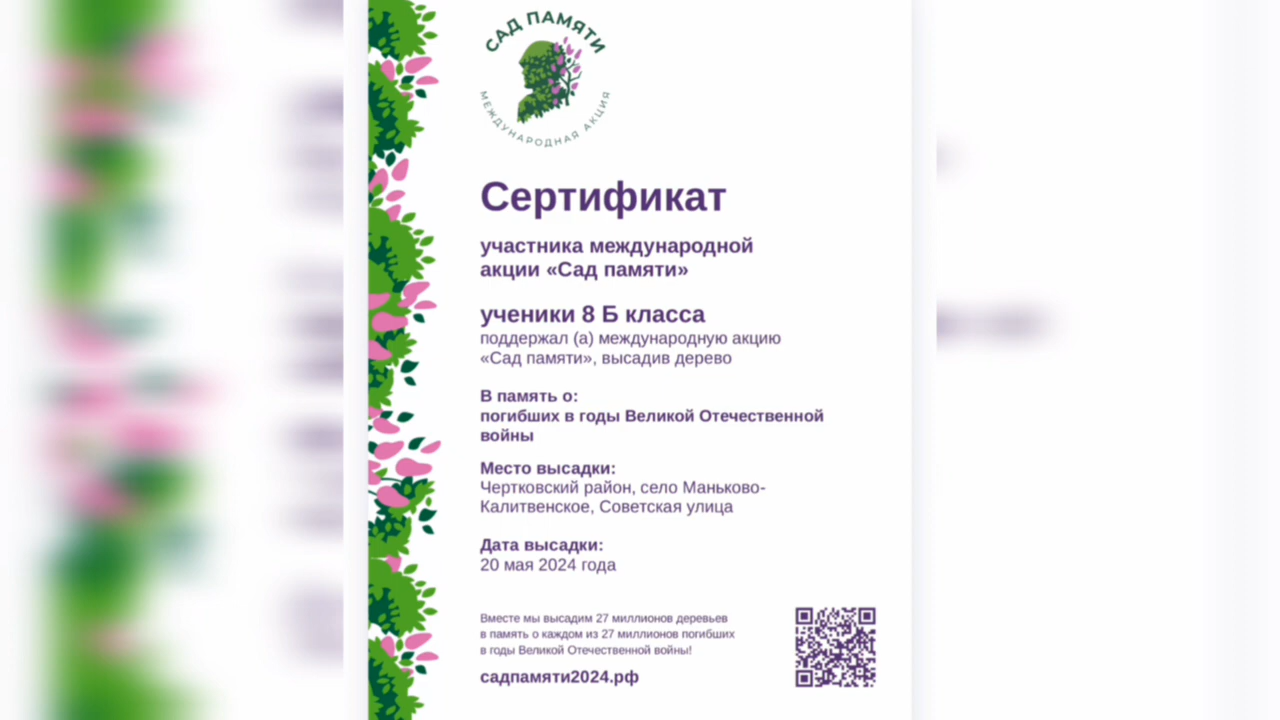 САД ПАМЯТИ
МЕЖДУНАРОДНАЯ АКЦИЯ
Сертификат
участника международной
акции «Сад памяти»
ученики 8 Б класса
поддержал (а) международную акцию
«Сад памяти», высадив дерево
В память о:
погибших в годы Великой Отечественной
войны
Место высадки:
Чертковский район, село Маньково-
Калитвенское, Советская улица
Дата высадки:
20 мая 2024 года
Вместе мы высадим 27 миллионов деревьев
в память о каждом из 27 миллионов погибших
в годы Великой Отечественной войны!
садпамяти2024.рф